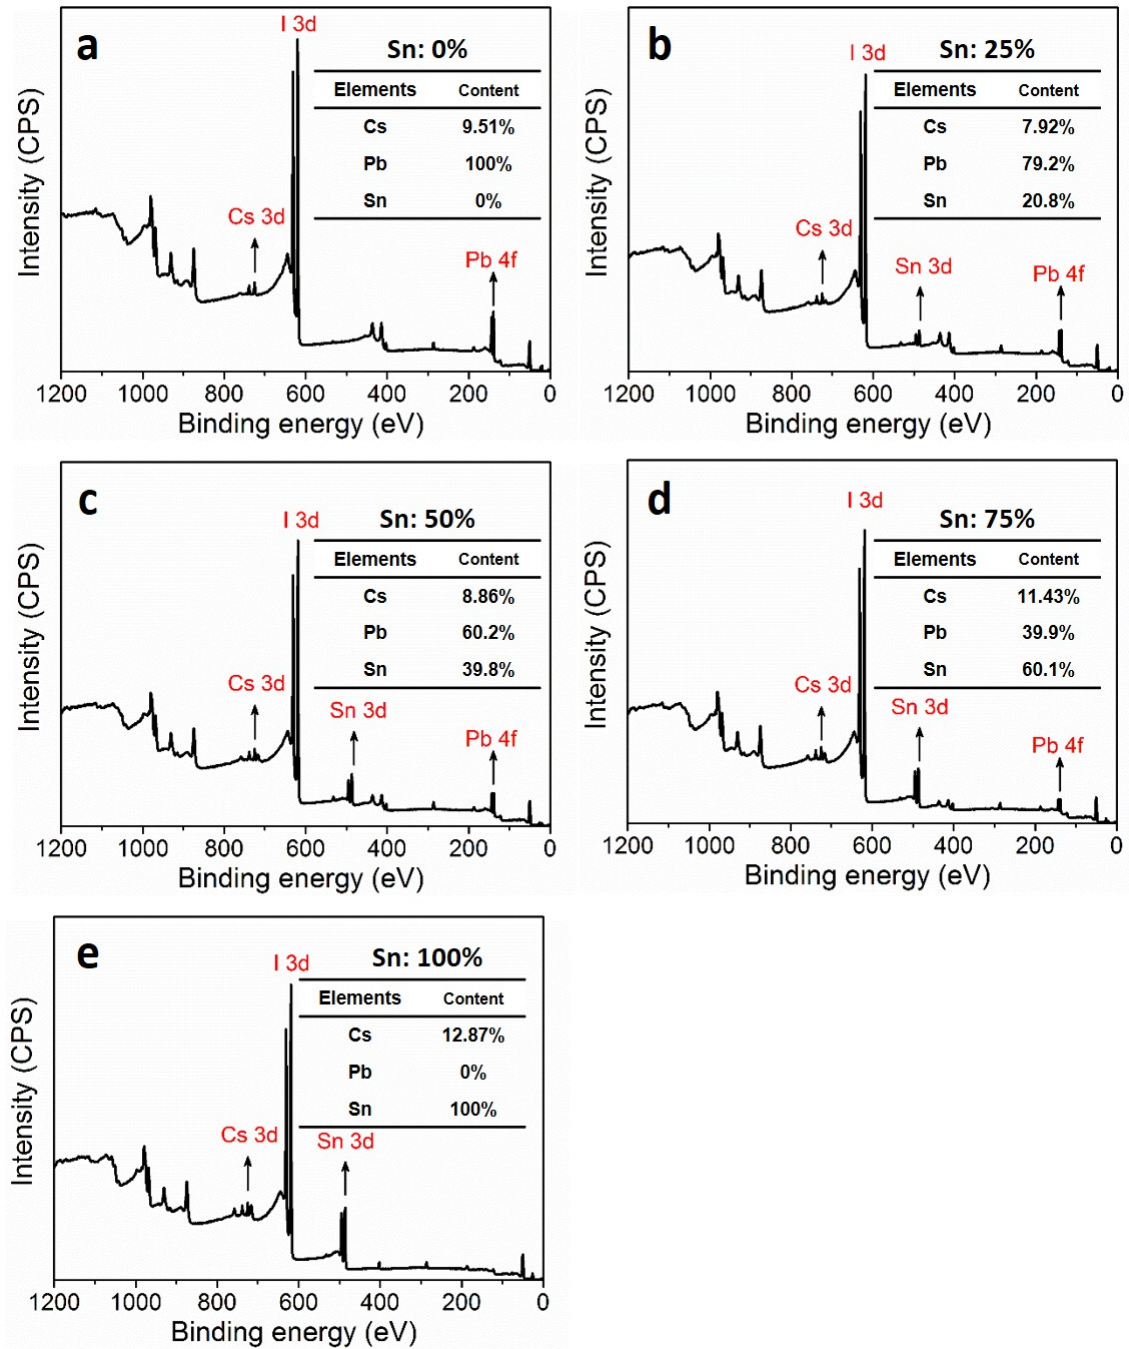 a
I 3d
Sn: 0%
Elements Content
Cs 9.51%
Pb 100%
Sn 0%
Cs 3d
Pb 4f
Intensity (CPS)
1200 1000 800 600 400 200 0
Binding energy (eV)
b
I 3d
Sn: 25%
Elements Content
Cs 7.92%
Pb 79.2%
Sn 20.8%
Cs 3d
Sn 3d
Pb 4f
Intensity (CPS)
1200 1000 800 600 400 200 0
Binding energy (eV)
c
I 3d
Sn: 50%
Elements Content
Cs 8.86%
Pb 60.2%
Sn 39.8%
Cs 3d
Sn 3d
Pb 4f
Intensity (CPS)
1200 1000 800 600 400 200 0
Binding energy (eV)
d
I 3d
Sn: 75%
Elements Content
Cs 11.43%
Pb 39.9%
Sn 60.1%
Cs 3d
Sn 3d
Pb 4f
Intensity (CPS)
1200 1000 800 600 400 200 0
Binding energy (eV)
e
I 3d
Sn: 100%
Elements Content
Cs 12.87%
Pb 0%
Sn 100%
Cs 3d
Sn 3d
Intensity (CPS)
1200 1000 800 600 400 200 0
Binding energy (eV)